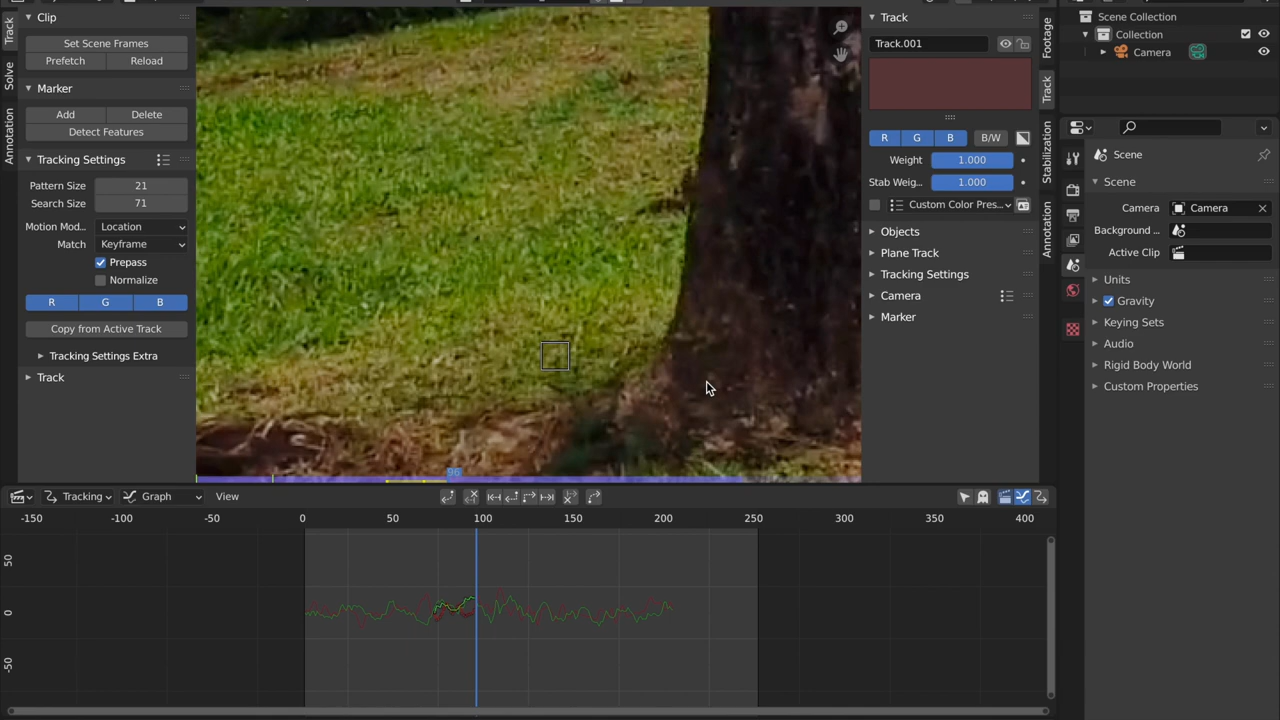 Track
Solve
Annotation
Clip
Set Scene Frames
Prefetch
Reload
Marker
Add
Delete
Detect Features
Tracking Settings
Pattern Size
21
Search Size
71
Motion Mod...
Location
Match
Keyframe
Prepass
Normalize
R
G
B
Copy from Active Track
Tracking Settings Extra
Track
96
Track
Track.001
R
G
B
B/W
Weight
1.000
Stab Weig...
1.000
Custom Color Pres...
Objects
Plane Track
Tracking Settings
Camera
Marker
Footage
Track
Stabilization
Annotation
Scene Collection
Collection
Camera
Scene
Scene
Camera
Camera
Background ...
Active Clip
Units
Gravity
Keying Sets
Audio
Rigid Body World
Custom Properties
Tracking
Graph
View
-150
-100
-50
0
50
100
150
200
250
300
350
400
50
0
-50